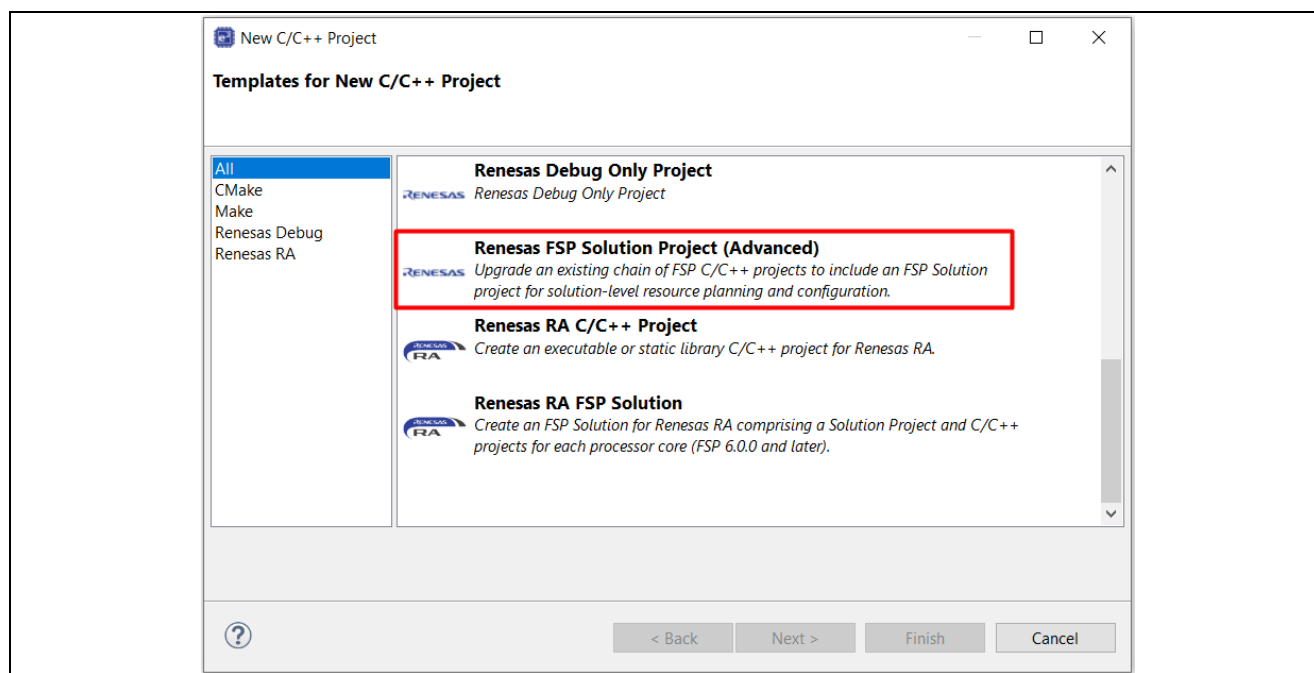 New C/C++ Project
Templates for New C/C++ Project
All
CMake
Make
Renesas Debug
Renesas RA
Renesas Debug Only Project
RENESAS Renesas Debug Only Project
Renesas FSP Solution Project (Advanced)
RENESAS Upgrade an existing chain of FSP C/C++ projects to include an FSP Solution
project for solution-level resource planning and configuration.
Renesas RA C/C++ Project
RENESAS
RA
Create an executable or static library C/C++ project for Renesas RA.
Renesas RA FSP Solution
RENESAS
RA
Create an FSP Solution for Renesas RA comprising a Solution Project and C/C++
projects for each processor core (FSP 6.0.0 and later).
?
< Back
Next >
Finish
Cancel